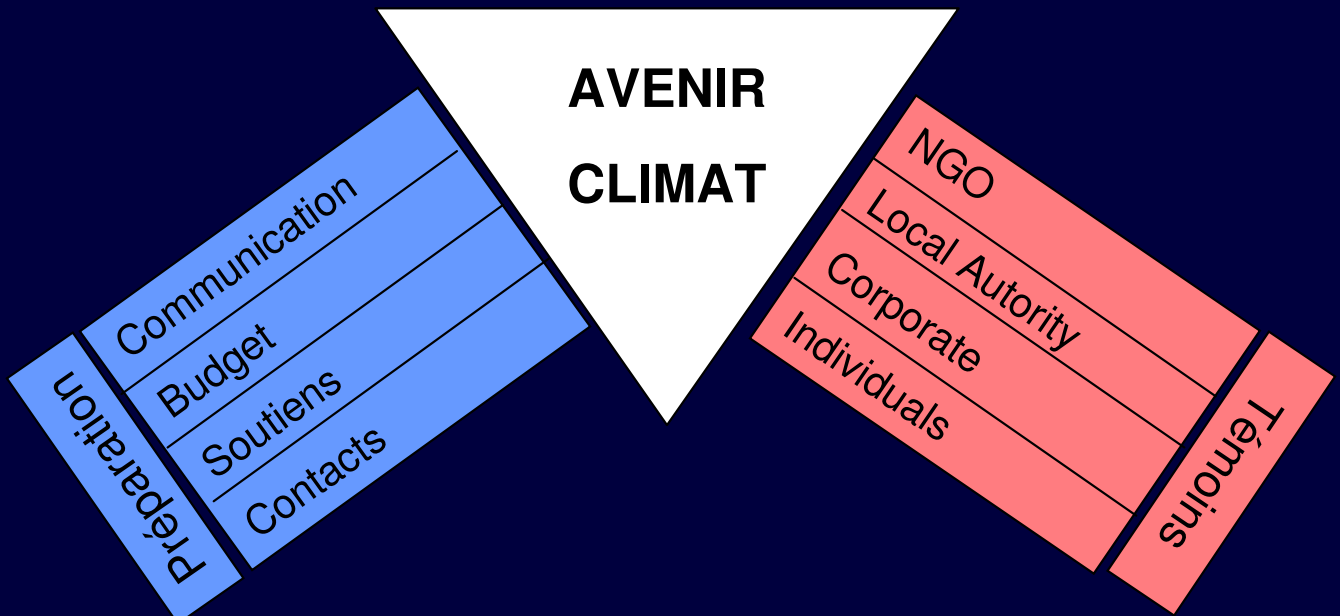 AVENIR
CLIMAT
Préparation
Communication
Budget
Soutiens
Contacts
NGO
Local Autority
Corporate
Individuals
Témoins